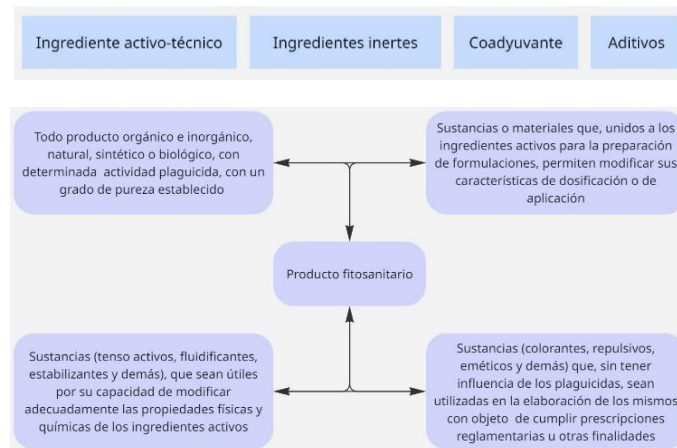 Ingrediente activo-técnico
Ingredientes inertes
Coadyuvante
Aditivos
Todo producto orgánico e inorgánico,
natural, sintético o biológico, con
determinada actividad plaguicida, con un
grado de pureza establecido
Sustancias o materiales que, unidos a los
ingredientes activos para la preparación
de formulaciones, permiten modificar sus
características de dosificación o de
aplicación
Producto fitosanitario
Sustancias (tenso activos, fluidificantes,
estabilizantes y demás), que sean útiles
por su capacidad de modificar
adecuadamente las propiedades físicas y
químicas de los ingredientes activos
Sustancias (colorantes, repulsivos,
eméticos y demás) que, sin tener
influencia de los plaguicidas, sean
utilizadas en la elaboración de los mismos
con objeto de cumplir prescripciones
reglamentarias u otras finalidades